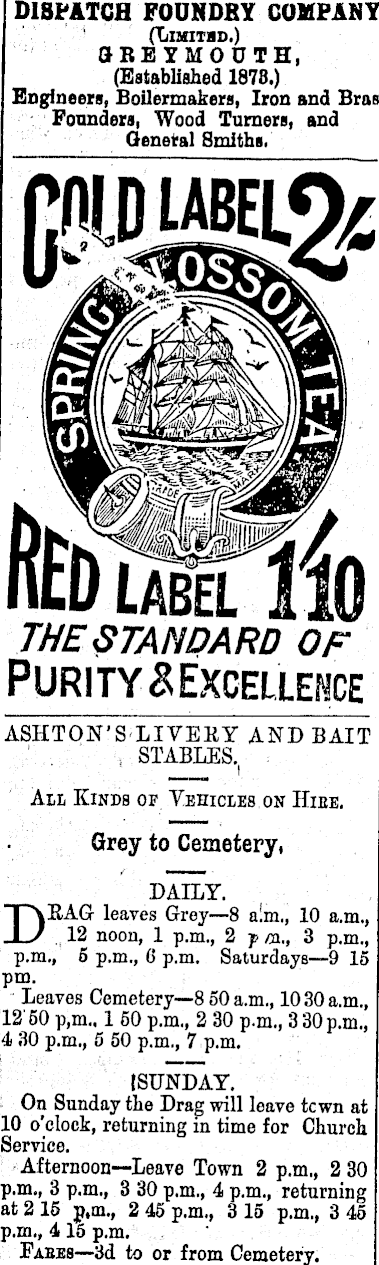 DISPATCH FOUNDRY COMPANY
(LIMITED.)
GREYMOUTH,
(Established 1873.)
Engineers, Boilermakers, Iron and Bras
Founders, Wood Turners, and
General Smiths.
GOLD LABEL 2/-
SPRING BLOSSOM TEA
TRADE MARK
RED LABEL 1/10
THE STANDARD OF
PURITY & EXCELLENCE
ASHTON'S LIVERY AND BAIT
STABLES.
ALL KINDS OF VEHICLES ON HIRE.
Grey to Cemetery,
DAILY.
DRAG leaves Grey—8 a.m., 10 a.m.,
12 noon, 1 p.m., 2 p.m., 3 p.m.,
p.m., 5 p.m., 6 p.m. Saturdays—9 15
pm.
Leaves Cemetery—8 50 a.m., 10 30 a.m.,
12 50 p,m.. 1 50 p.m., 2 30 p.m., 3 30 p.m.,
4 30 p.m., 5 50 p.m., 7 p.m.
SUNDAY.
On Sunday the Drag will leave tcwn at
10 o'clock, returning in time for Church
Service.
Afternoon—Leave Town 2 p.m., 2 30
p.m., 3 p.m., 3 30 p.m., 4 p.m., returning
at 2 15 p.m., 2 45 p.m., 3 15 p.m., 3 45
p.m., 4 15 p.m.
FARES—3d to or from Cemetery.